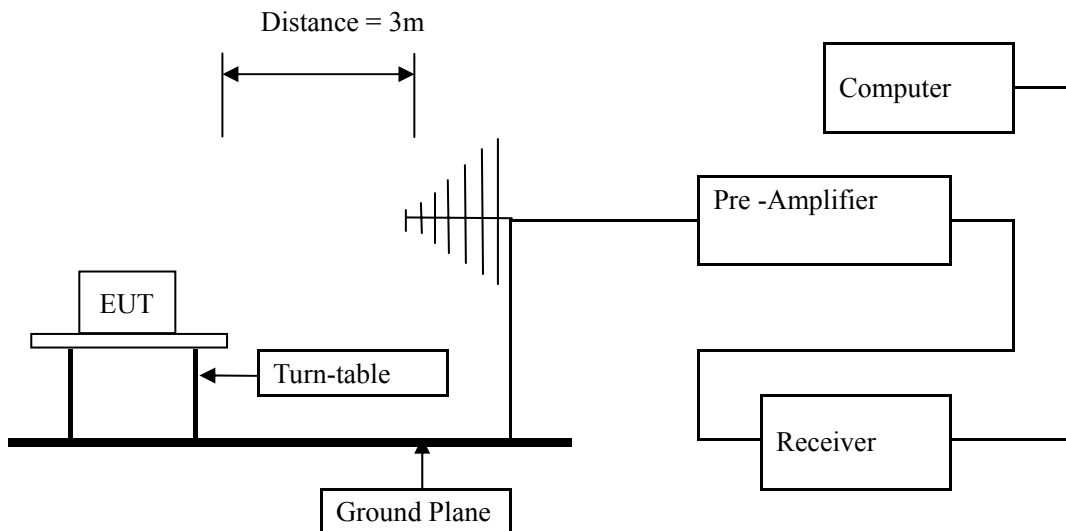 Distance = 3m
Computer
Pre -Amplifier
EUT
Turn-table
Receiver
Ground Plane